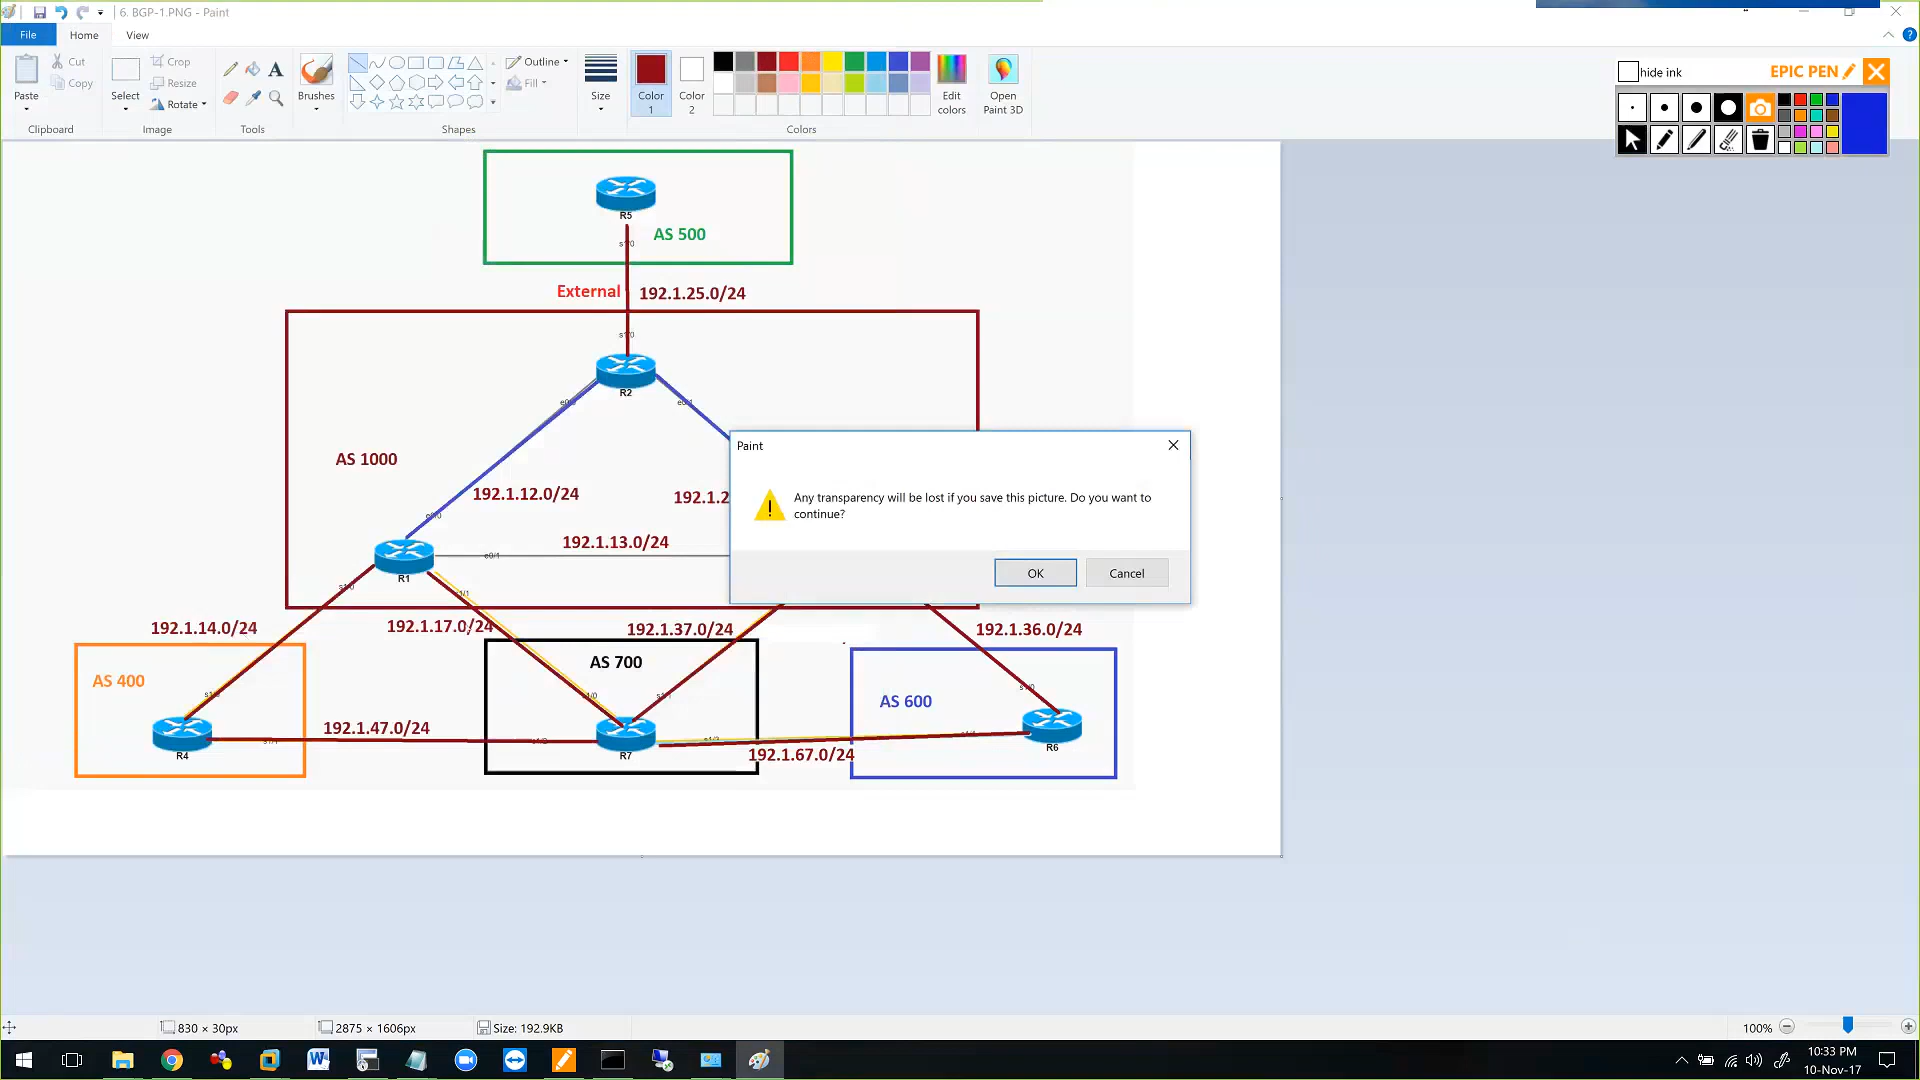 6. BGP-1.PNG - Paint
File
Home
View
Paste
Cut
Copy
Clipboard
Select
Crop
Resize
Rotate
Image
Tools
Brushes
Outline
Fill
Shapes
Size
Color 1
Color 2
Edit colors
Open Paint 3D
Colors
hide ink
EPIC PEN
R5
AS 500
External
192.1.25.0/24
R2
AS 1000
192.1.12.0/24
192.1.2
192.1.13.0/24
e0/1
R1
Paint
Any transparency will be lost if you save this picture. Do you want to
continue?
OK
Cancel
192.1.14.0/24
192.1.17.0/24
192.1.37.0/24
192.1.36.0/24
AS 400
AS 700
AS 600
R4
192.1.47.0/24
R7
192.1.67.0/24
R6
830 × 30px
2875 × 1606px
Size: 192.9KB
100%
10:33 PM
10-Nov-17